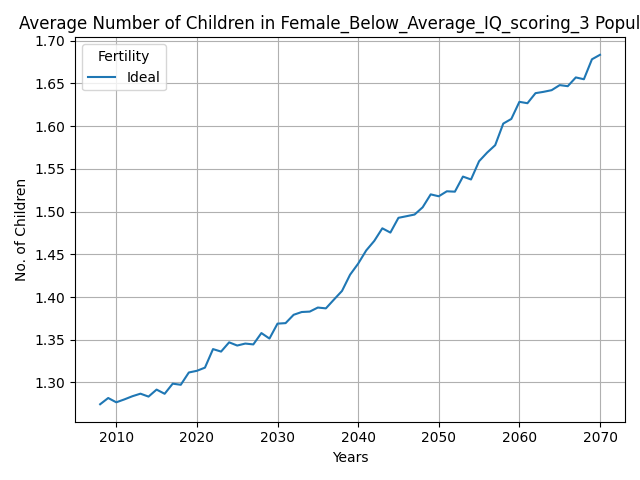 Average Number of Children in Female_Below_Average_IQ_scoring_3 Popul
Fertility
Ideal
No. of Children
1.70
1.65
1.60
1.55
1.50
1.45
1.40
1.35
1.30
2010 2020 2030 2040 2050 2060 2070
Years